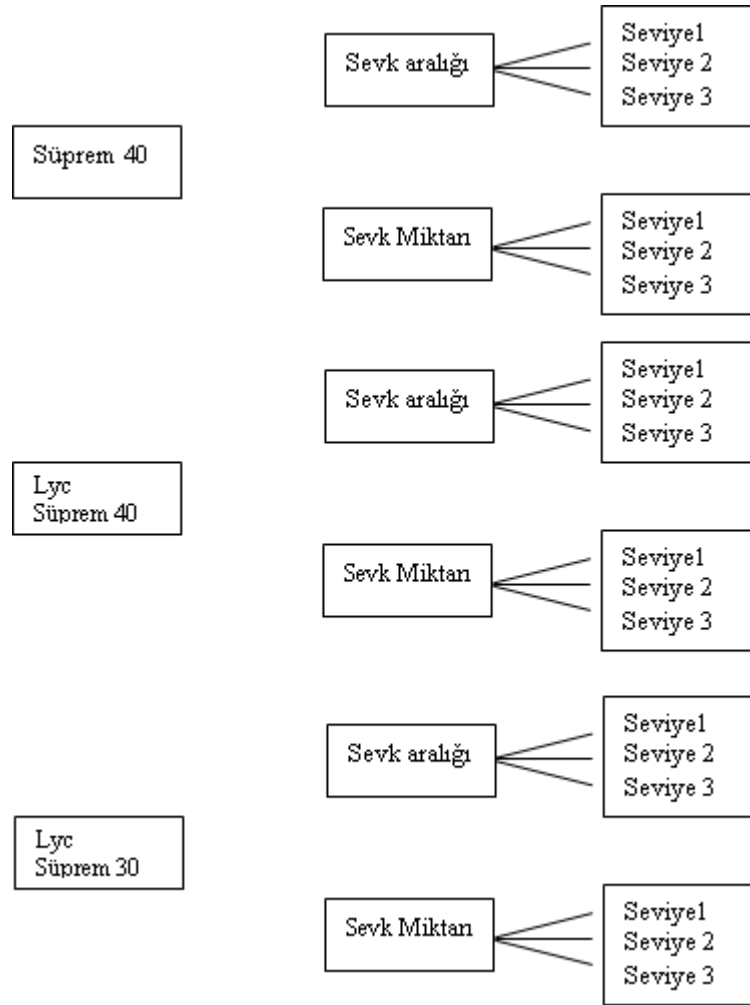 Sevk aralığı
Seviye1
Seviye 2
Seviye 3
Süprem 40
Sevk Miktarı
Seviye1
Seviye 2
Seviye 3
Sevk aralığı
Seviye1
Seviye 2
Seviye 3
Lyc
Süprem 40
Sevk Miktarı
Seviye1
Seviye 2
Seviye 3
Sevk aralığı
Seviye1
Seviye 2
Seviye 3
Lyc
Süprem 30
Sevk Miktarı
Seviye1
Seviye 2
Seviye 3